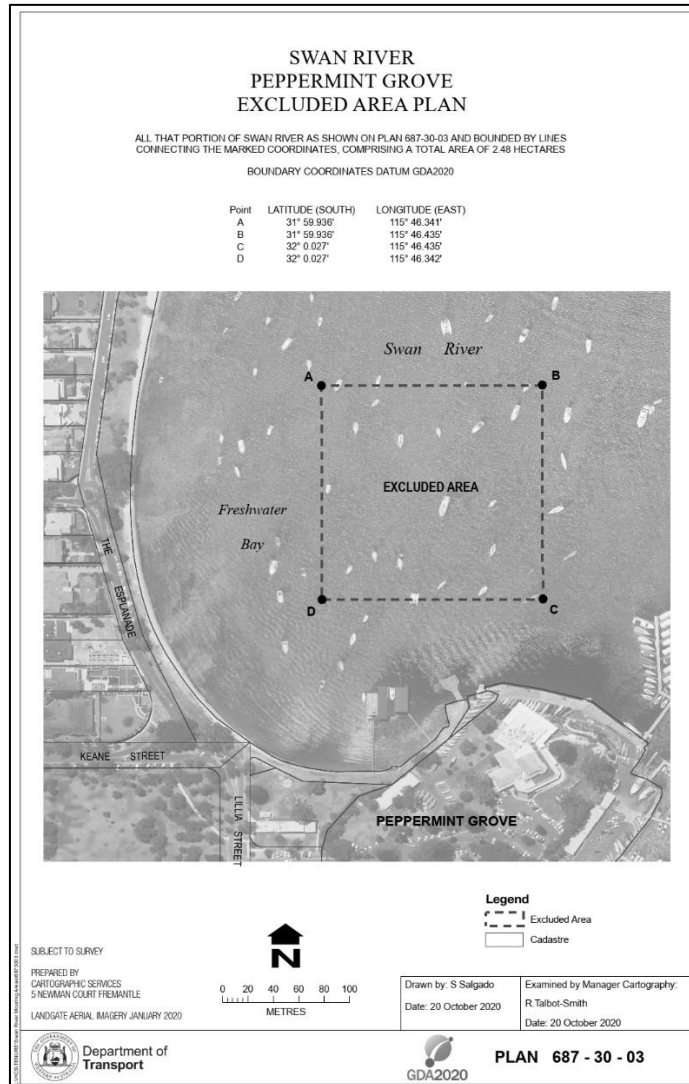 SWAN RIVER
PEPPERMINT GROVE
EXCLUDED AREA PLAN
ALL THAT PORTION OF SWAN RIVER AS SHOWN ON PLAN 687-30-03 AND BOUNDED BY LINES
CONNECTING THE MARKED COORDINATES, COMPRISING A TOTAL AREA OF 2.48 HECTARES
BOUNDARY COORDINATES DATUM GDA2020
Point LATITUDE (SOUTH) LONGITUDE (EAST)
A 31° 59.936' 115° 46.341'
B 31° 59.936' 115° 46.435'
C 32° 0.027' 115° 46.435'
D 32° 0.027' 115° 46.342'
Swan River
A
B
EXCLUDED AREA
Freshwater
Bay
THE ESPLANADE
D
C
KEANE STREET
LILLA STREET
PEPPERMINT GROVE
Legend
Excluded Area
Cadastre
SUBJECT TO SURVEY
PREPARED BY
CARTOGRAPHIC SERVICES
5 NEWMAN COURT FREMANTLE
LANDGATE AERIAL IMAGERY JANUARY 2020
N
0 20 40 60 80 100
METRES
Drawn by: S Salgado
Date: 20 October 2020
Examined by Manager Cartography:
R.Talbot-Smith
Date: 20 October 2020
Department of
Transport
GDA2020
PLAN 687 - 30 - 03